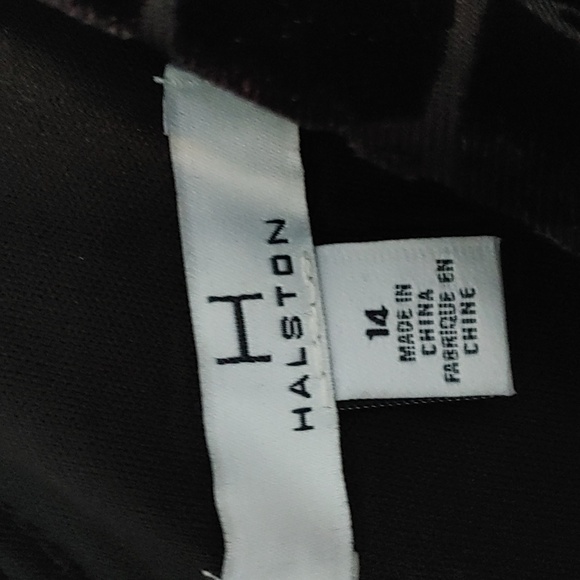 H
HALSTON
14
MADE IN
CHINA
FABRIQUE EN
CHINE